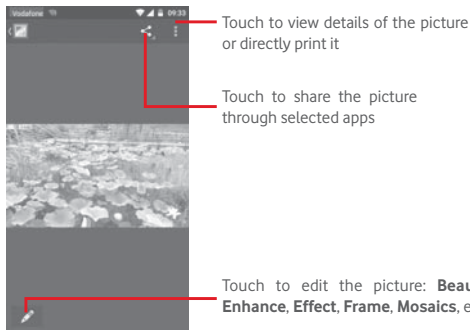 Vodafone 09:33
Touch to view details of the picture
or directly print it
Touch to share the picture
through selected apps
Touch to edit the picture:
Enhance, Effect, Frame, Mosaics,